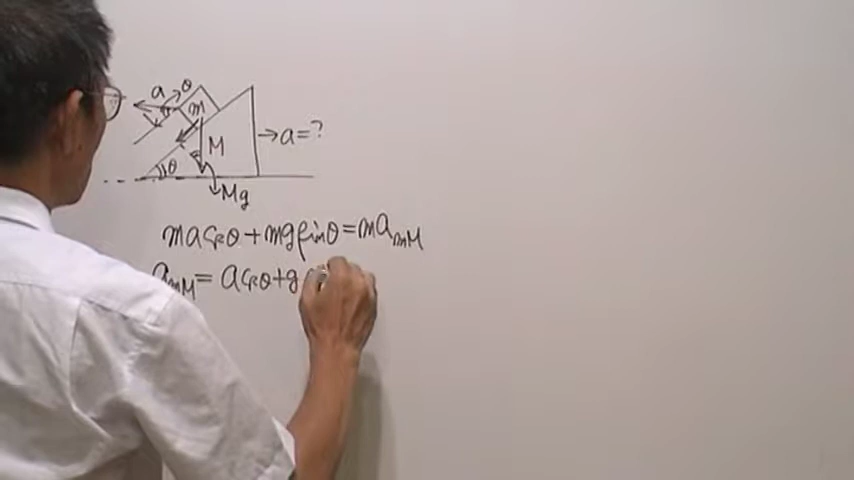 a θ
m
M → a = ?
θ
Mg
ma cosθ + mg sinθ = ma_mM
a_mM = a cosθ + g